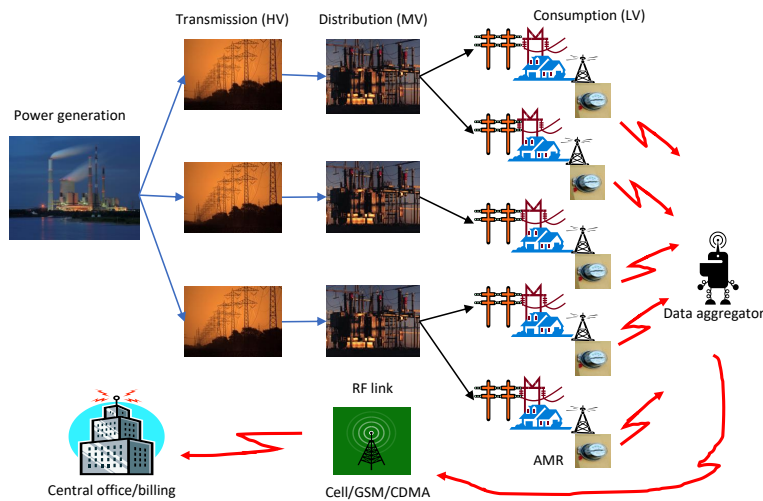 Transmission (HV)
Distribution (MV)
Consumption (LV)
Power generation
Data aggregator
RF link
AMR
Central office/billing
Cell/GSM/CDMA